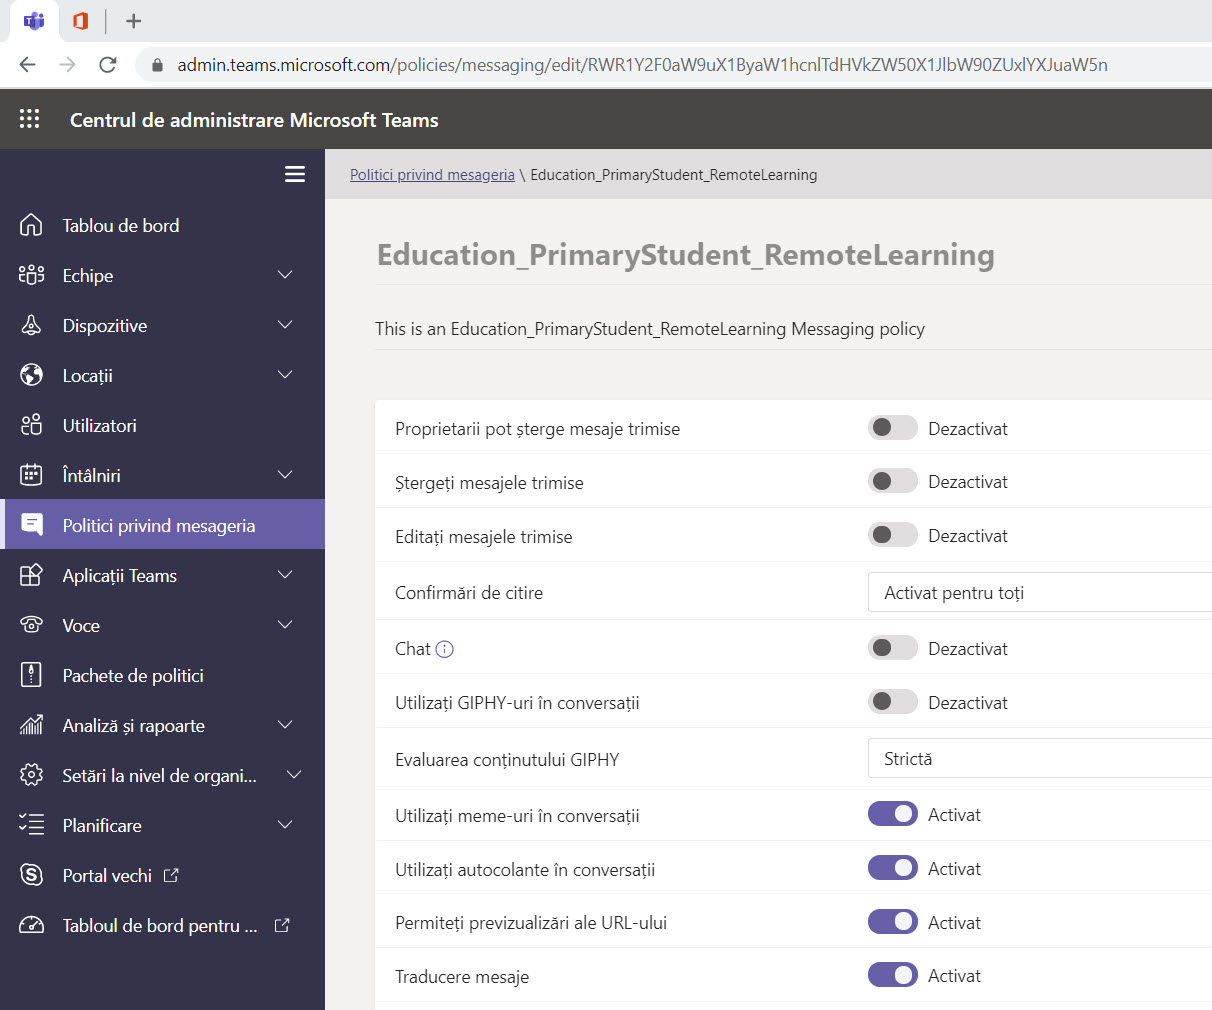 admin.teams.microsoft.com/policies/messaging/edit/RWR1Y2F0aW9uX1ByaW1hcnlTdHVkZW50X1JlbW90ZUxlYXJuaW5n
Centrul de administrare Microsoft Teams
Politici privind mesageria \ Education_PrimaryStudent_RemoteLearning
Tablou de bord
Echipe
Dispozitive
Locații
Utilizatori
Întâlniri
Politici privind mesageria
Aplicații Teams
Voce
Pachete de politici
Analiză și rapoarte
Setări la nivel de organi...
Planificare
Portal vechi
Tabloul de bord pentru ...
Education_PrimaryStudent_RemoteLearning
This is an Education_PrimaryStudent_RemoteLearning Messaging policy
Proprietarii pot șterge mesaje trimise Dezactivat
Ștergeți mesajele trimise Dezactivat
Editați mesajele trimise Dezactivat
Confirmări de citire Activat pentru toți
Chat Dezactivat
Utilizați GIPHY-uri în conversații Dezactivat
Evaluarea conținutului GIPHY Strictă
Utilizați meme-uri în conversații Activat
Utilizați autocolante în conversații Activat
Permiteți previzualizări ale URL-ului Activat
Traducere mesaje Activat